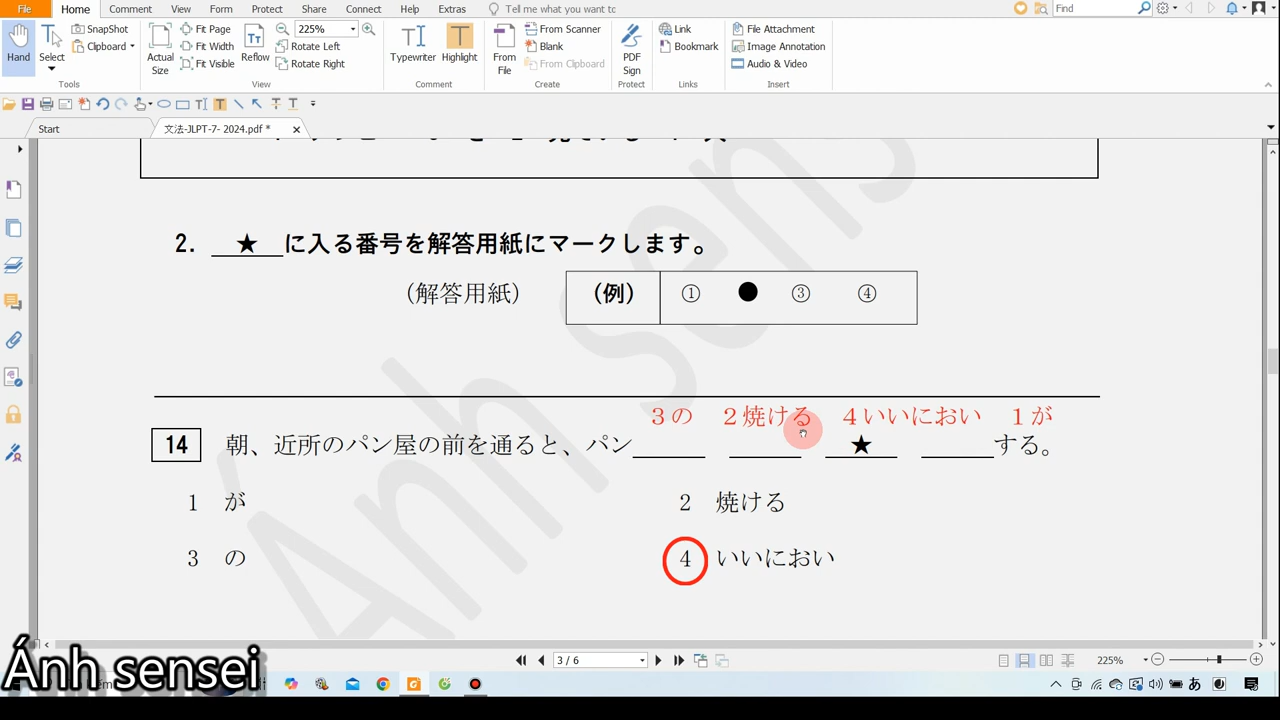 File Home Comment View Form Protect Share Connect Help Extras Tell me what you want to Find
SnapShot Fit Page 225% From Scanner Link File Attachment
Clipboard Fit Width Rotate Left Blank Bookmark Image Annotation
Hand Select Actual Size Fit Visible Reflow Rotate Right Typewriter Highlight From File From Clipboard PDF Sign Audio & Video
Tools View Comment Create Protect Links Insert
Start 文法-JLPT-7- 2024.pdf *
2. ★ に入る番号を解答用紙にマークします。
（解答用紙） （例） ① ● ③ ④
３の ２焼ける ４いいにおい １が
14 朝、近所のパン屋の前を通ると、パン ★ する。
1 が 2 焼ける
3 の 4 いいにおい
Ánh sens
3 / 6 225%
Ánh sensei